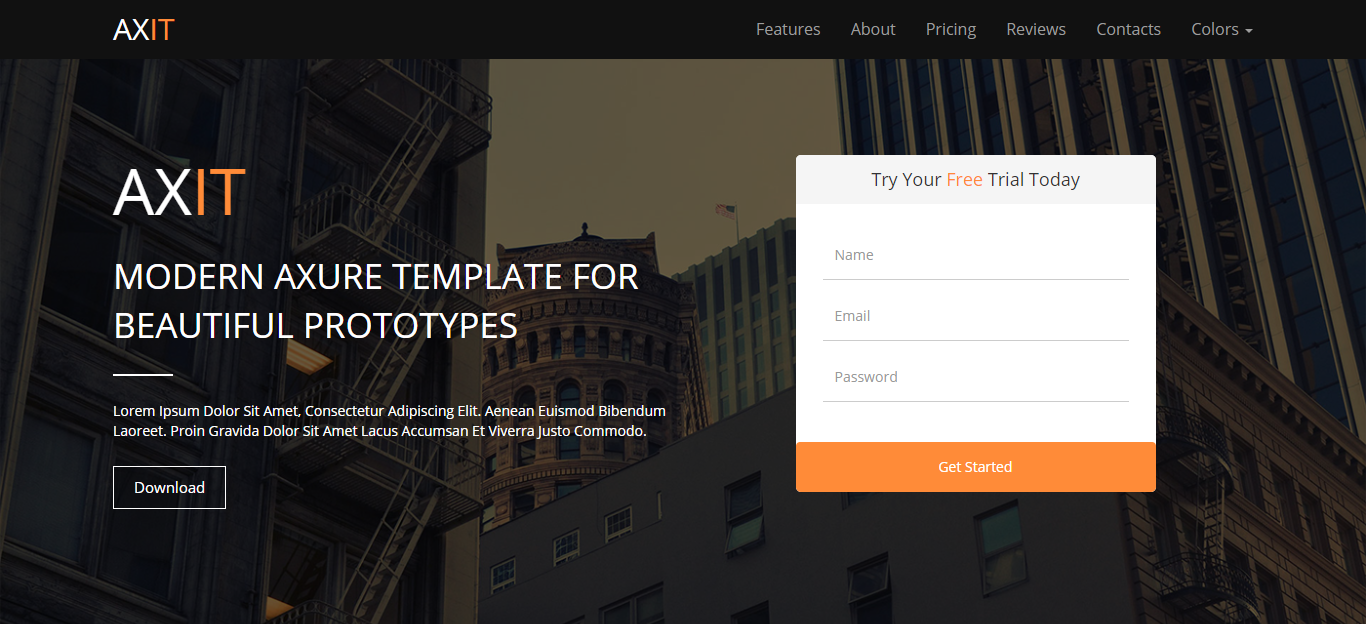 AXIT
Features About Pricing Reviews Contacts Colors
AXIT
MODERN AXURE TEMPLATE FOR
BEAUTIFUL PROTOTYPES
Lorem Ipsum Dolor Sit Amet, Consectetur Adipiscing Elit. Aenean Euismod Bibendum
Laoreet. Proin Gravida Dolor Sit Amet Lacus Accumsan Et Viverra Justo Commodo.
Download
Try Your Free Trial Today
Name
Email
Password
Get Started